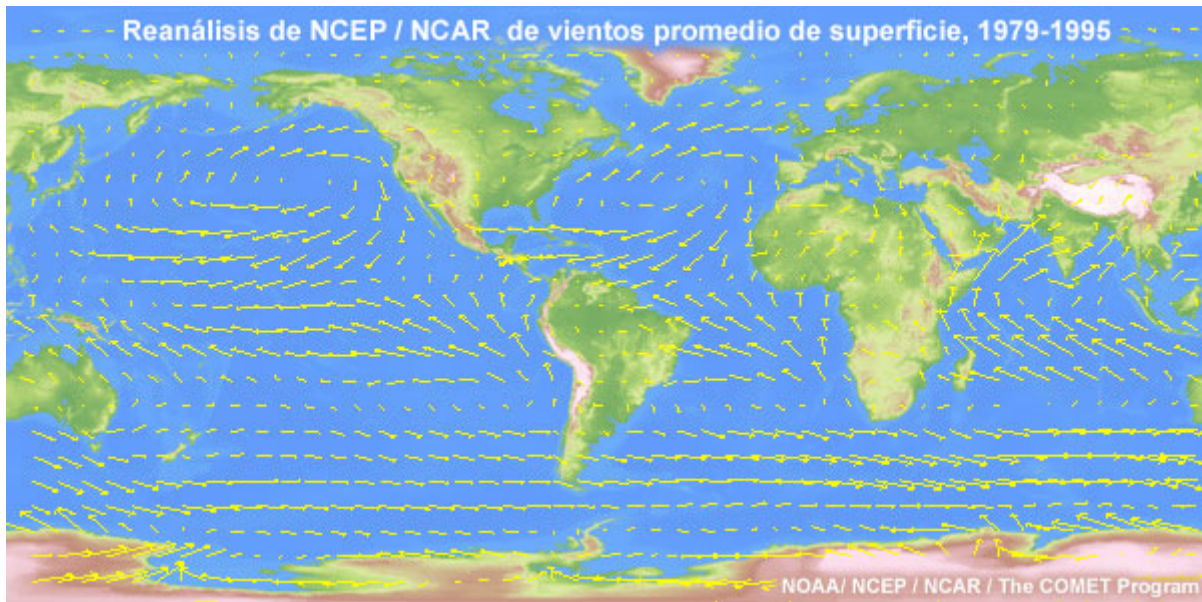 Reanálisis de NCEP / NCAR de vientos promedio de superficie, 1979-1995
NOAA/ NCEP / NCAR / The COMET Program